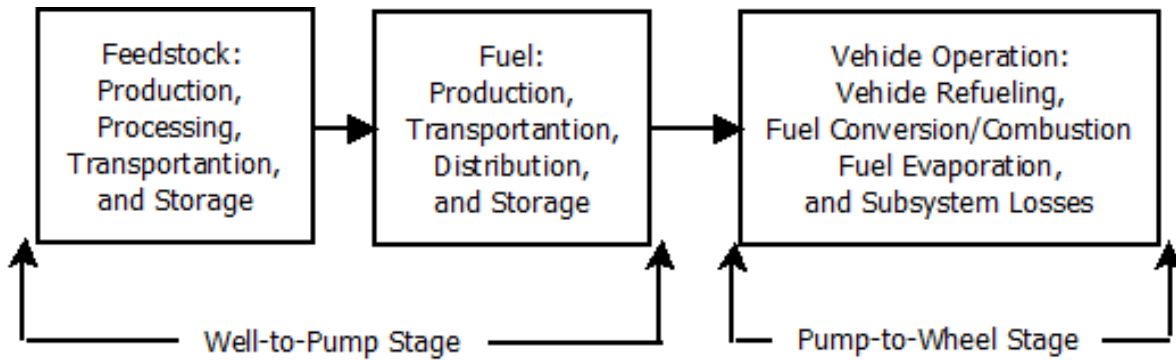 Feedstock:
Production,
Processing,
Transportantion,
and Storage
Fuel:
Production,
Transportantion,
Distribution,
and Storage
Vehide Operation:
Vehide Refueling,
Fuel Conversion/Combustion
Fuel Evaporation,
and Subsystem Losses
Well-to-Pump Stage
Pump-to-Wheel Stage